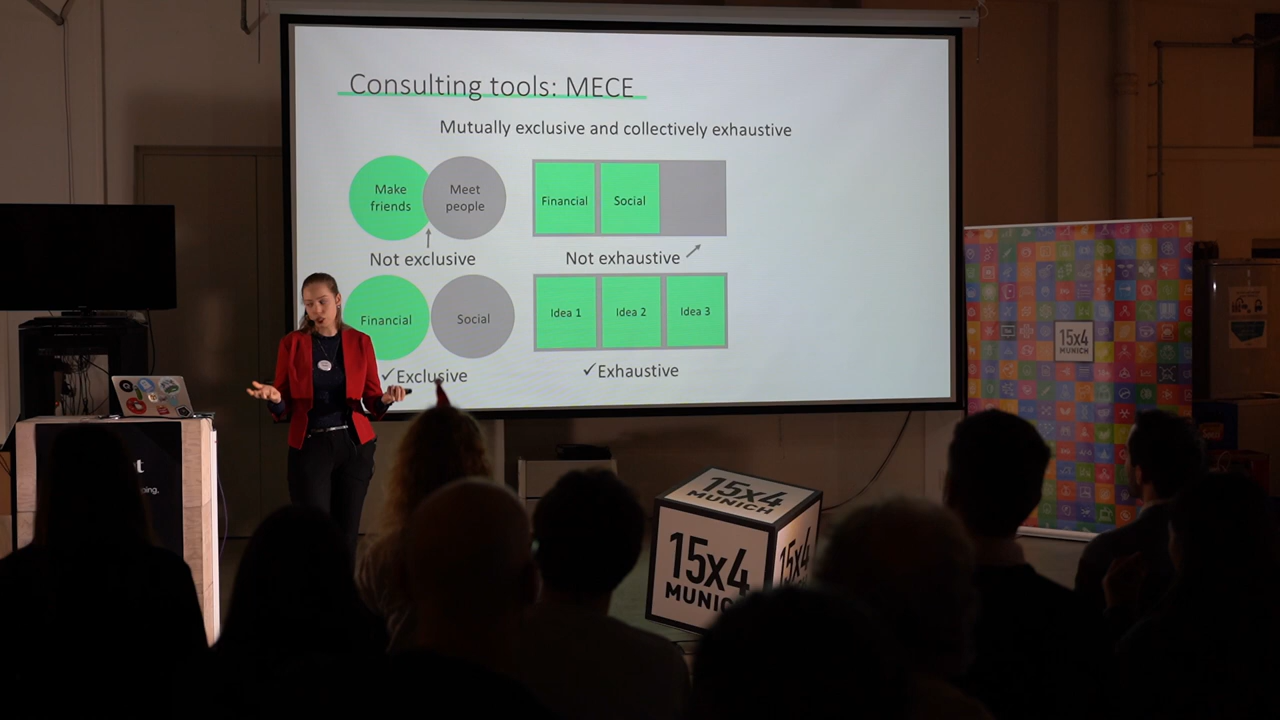 Consulting tools: MECE
Mutually exclusive and collectively exhaustive
Make
friends
Meet
people
Financial
Social
Not exclusive
Not exhaustive
Financial
Social
Idea 1
Idea 2
Idea 3
✓Exclusive
✓Exhaustive
15x4
MUNICH
15x4
MUNICH
15x4
15x4